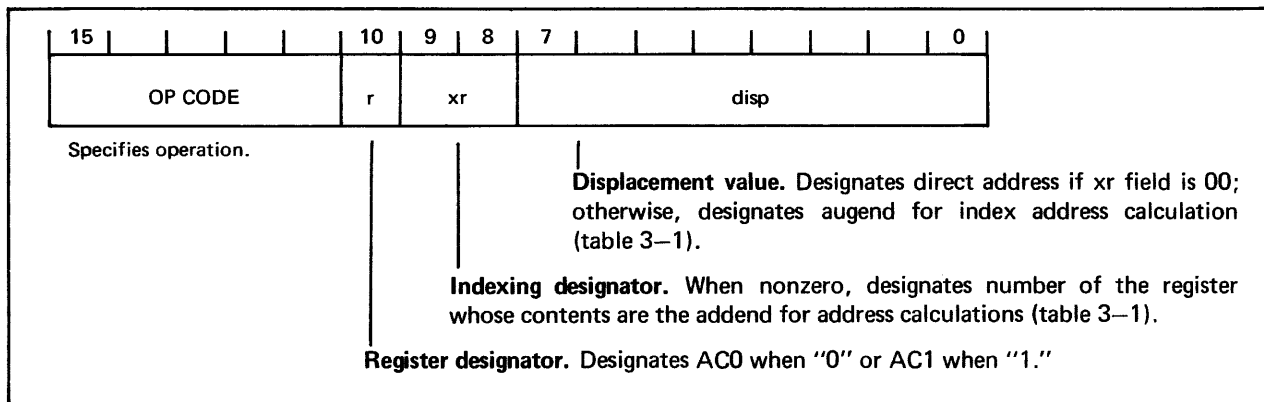 15 10 9 8 7 0
OP CODE r xr disp
Specifies operation.
Displacement value. Designates direct address if xr field is 00;
otherwise, designates augend for index address calculation
(table 3—1).
Indexing designator. When nonzero, designates number of the register
whose contents are the addend for address calculations (table 3—1).
Register designator. Designates AC0 when "0" or AC1 when "1."